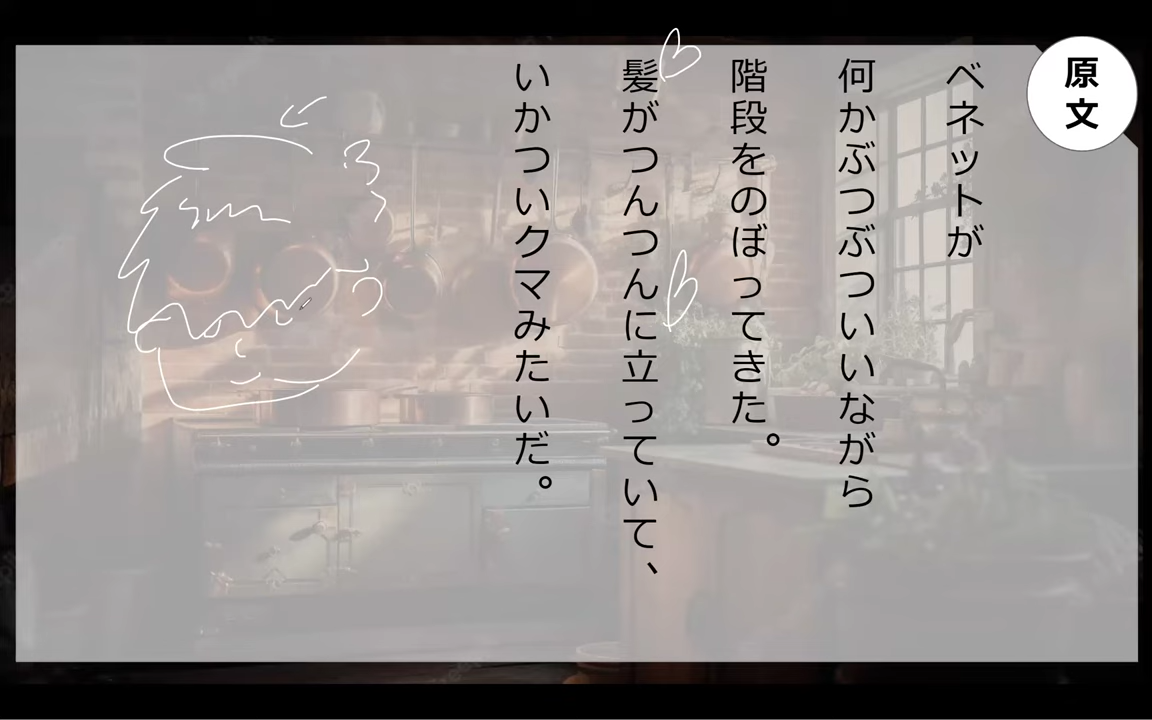 原文
ベネットが
何かぶつぶついいながら
階段をのぼってきた。
髪がつんつんに立っていて、
いかついクマみたいだ。